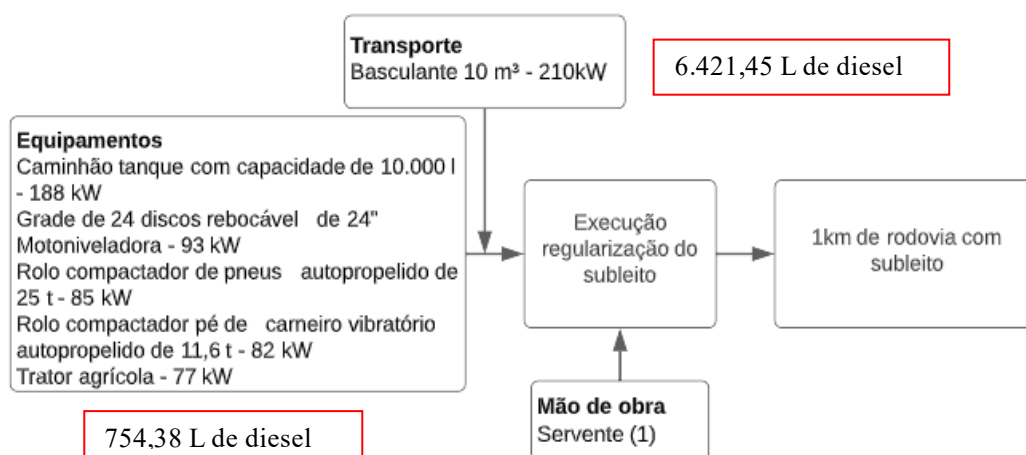 Transporte
Basculante 10 m³ - 210kW
6.421,45 L de diesel
Equipamentos
Caminhão tanque com capacidade de 10.000 l
- 188 kW
Grade de 24 discos rebocável de 24"
Motoniveladora - 93 kW
Rolo compactador de pneus autopropelido de
25 t - 85 kW
Rolo compactador pé de carneiro vibratório
autopropelido de 11,6 t - 82 kW
Trator agrícola - 77 kW
Execução
regularização do
subleito
1km de rodovia com
subleito
Mão de obra
Servente (1)
754,38 L de diesel